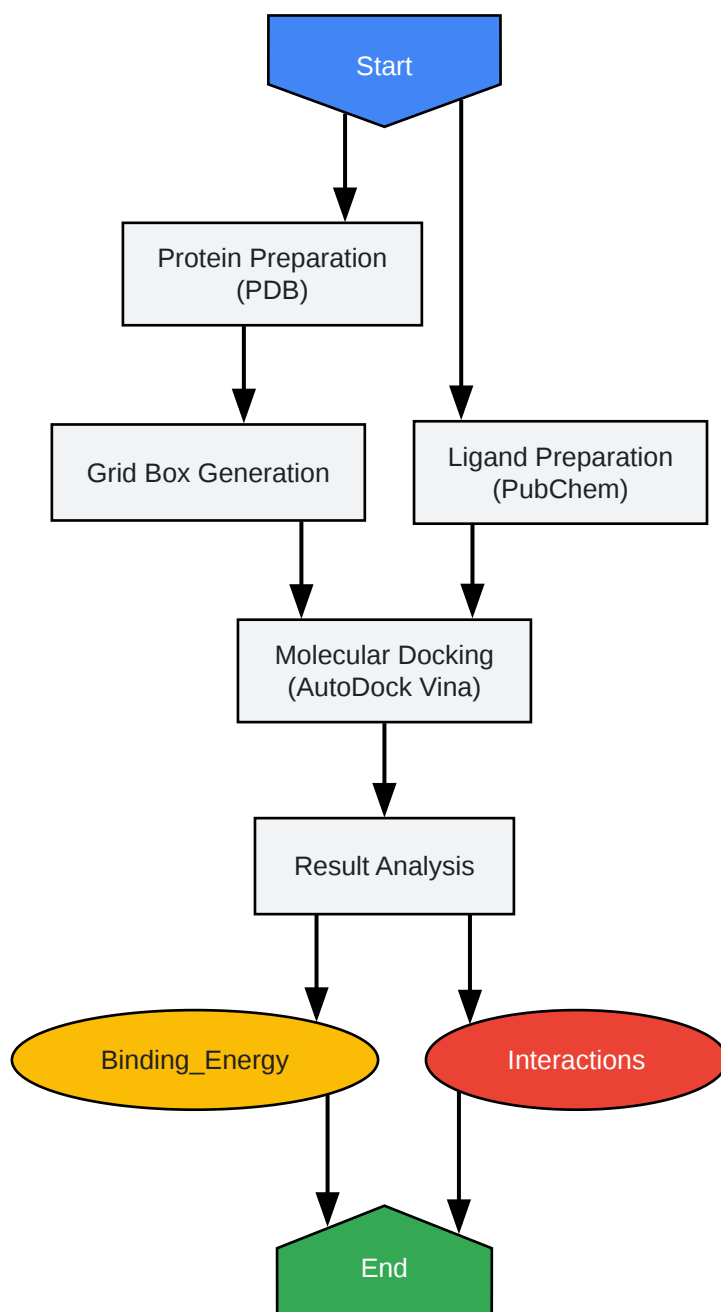 Start
Protein Preparation
(PDB)
Grid Box Generation
Ligand Preparation
(PubChem)
Molecular Docking
(AutoDock Vina)
Result Analysis
Binding_Energy
Interactions
End